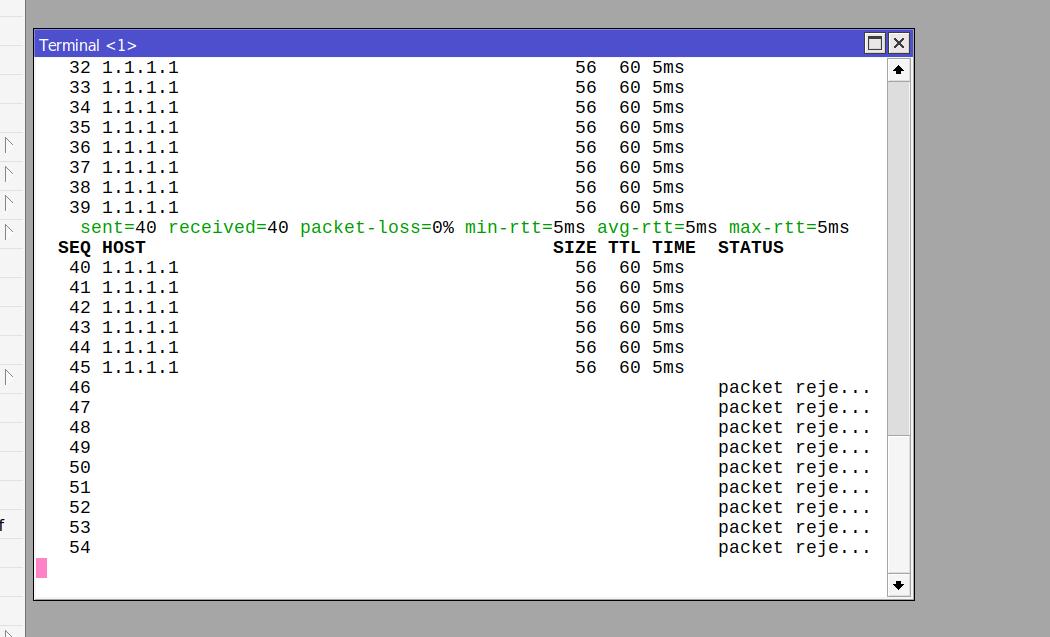 Terminal <1>
32 1.1.1.1 56 60 5ms
33 1.1.1.1 56 60 5ms
34 1.1.1.1 56 60 5ms
35 1.1.1.1 56 60 5ms
36 1.1.1.1 56 60 5ms
37 1.1.1.1 56 60 5ms
38 1.1.1.1 56 60 5ms
39 1.1.1.1 56 60 5ms
sent=40 received=40 packet-loss=0% min-rtt=5ms avg-rtt=5ms max-rtt=5ms
SEQ HOST SIZE TTL TIME STATUS
40 1.1.1.1 56 60 5ms
41 1.1.1.1 56 60 5ms
42 1.1.1.1 56 60 5ms
43 1.1.1.1 56 60 5ms
44 1.1.1.1 56 60 5ms
45 1.1.1.1 56 60 5ms
46 packet reje...
47 packet reje...
48 packet reje...
49 packet reje...
50 packet reje...
51 packet reje...
52 packet reje...
53 packet reje...
f
54 packet reje...